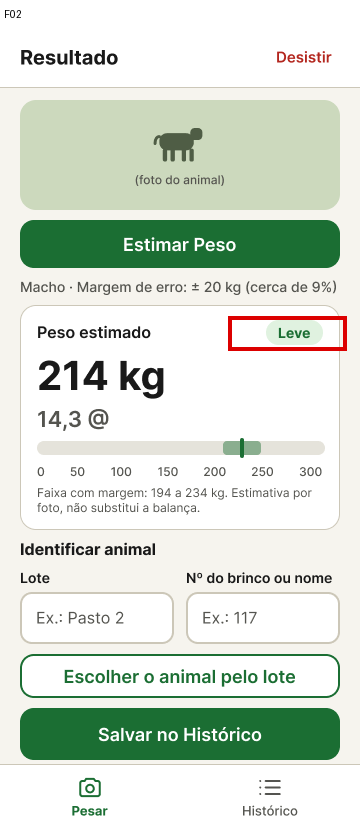 F02
Resultado
Desistir
(foto do animal)
Estimar Peso
Macho · Margem de erro: ± 20 kg (cerca de 9%)
Peso estimado
Leve
214 kg
14,3 @
0 50 100 150 200 250 300
Faixa com margem: 194 a 234 kg. Estimativa por
foto, não substitui a balança.
Identificar animal
Lote
Nº do brinco ou nome
Ex.: Pasto 2
Ex.: 117
Escolher o animal pelo lote
Salvar no Histórico
Pesar
Histórico